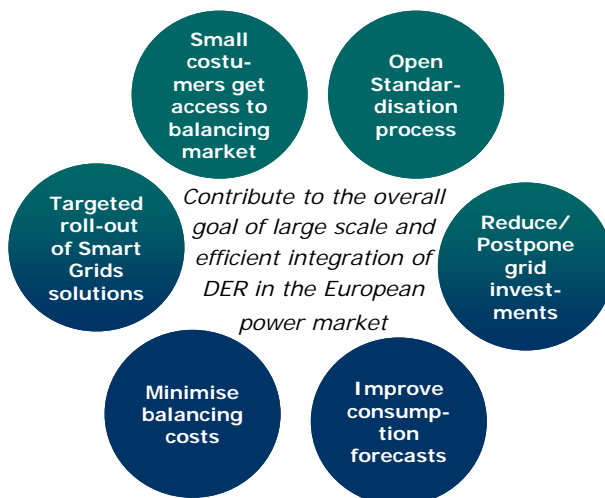 Small
costu-
mers get
access to
balancing
market
Open
Standar-
disation
process
Targeted
roll-out
of Smart
Grids
solutions
Contribute to the overall
goal of large scale and
efficient integration of
DER in the European
power market
Reduce/
Postpone
grid
invest-
ments
Minimise
balancing
costs
Improve
consump-
tion
forecasts